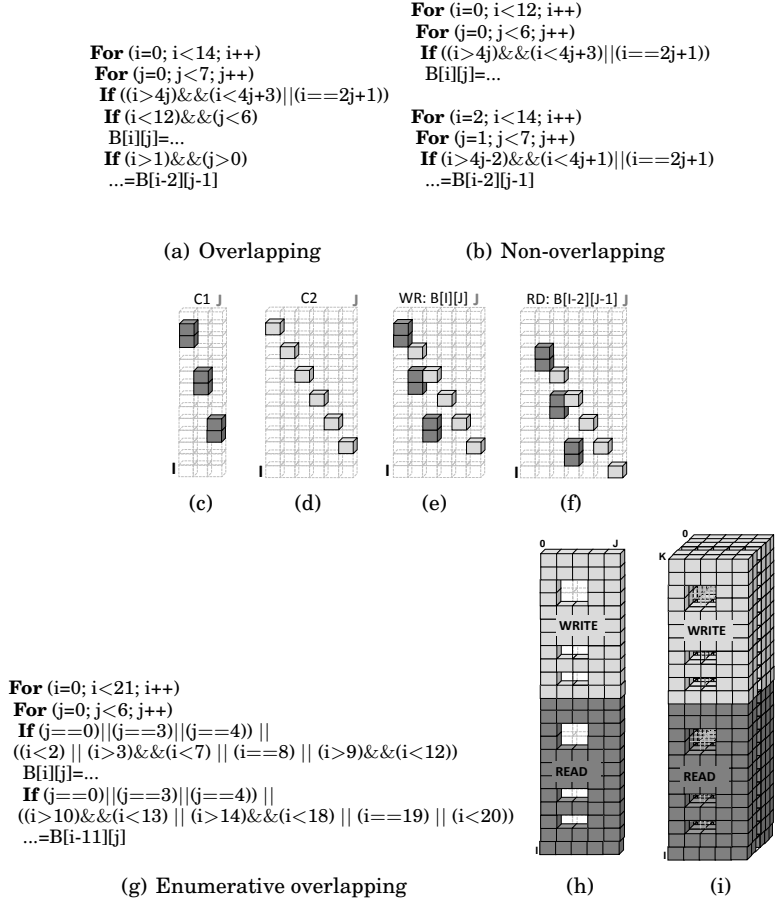 For (i=0; i<14; i++)
For (j=0; j<7; j++)
If ((i>4j)&&(i<4j+3)||(i==2j+1))
If (i<12)&&(j<6)
B[i][j]=...
If (i>1)&&(j>0)
...=B[i-2][j-1]
(a) Overlapping
For (i=0; i<12; i++)
For (j=0; j<6; j++)
If ((i>4j)&&(i<4j+3)||(i==2j+1))
B[i][j]=...
For (i=2; i<14; i++)
For (j=1; j<7; j++)
If (i>4j-2)&&(i<4j+1)||(i==2j+1)
...=B[i-2][j-1]
(b) Non-overlapping
C1 J
I
(c)
C2 J
I
(d)
WR: B[I][J] J
I
(e)
RD: B[I-2][J-1] J
I
(f)
For (i=0; i<21; i++)
For (j=0; j<6; j++)
If (j==0)||(j==3)||(j==4)) ||
((i<2) || (i>3)&&(i<7) || (i==8) || (i>9)&&(i<12))
B[i][j]=...
If (j==0)||(j==3)||(j==4)) ||
((i>10)&&(i<13) || (i>14)&&(i<18) || (i==19) || (i<20))
...=B[i-11][j]
(g) Enumerative overlapping
0 J
WRITE
READ
I
(h)
0
K
WRITE
READ
I
(i)